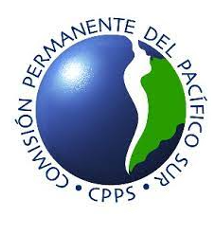 COMISIÓN PERMANENTE DEL PACÍFICO SUR
• CPPS •